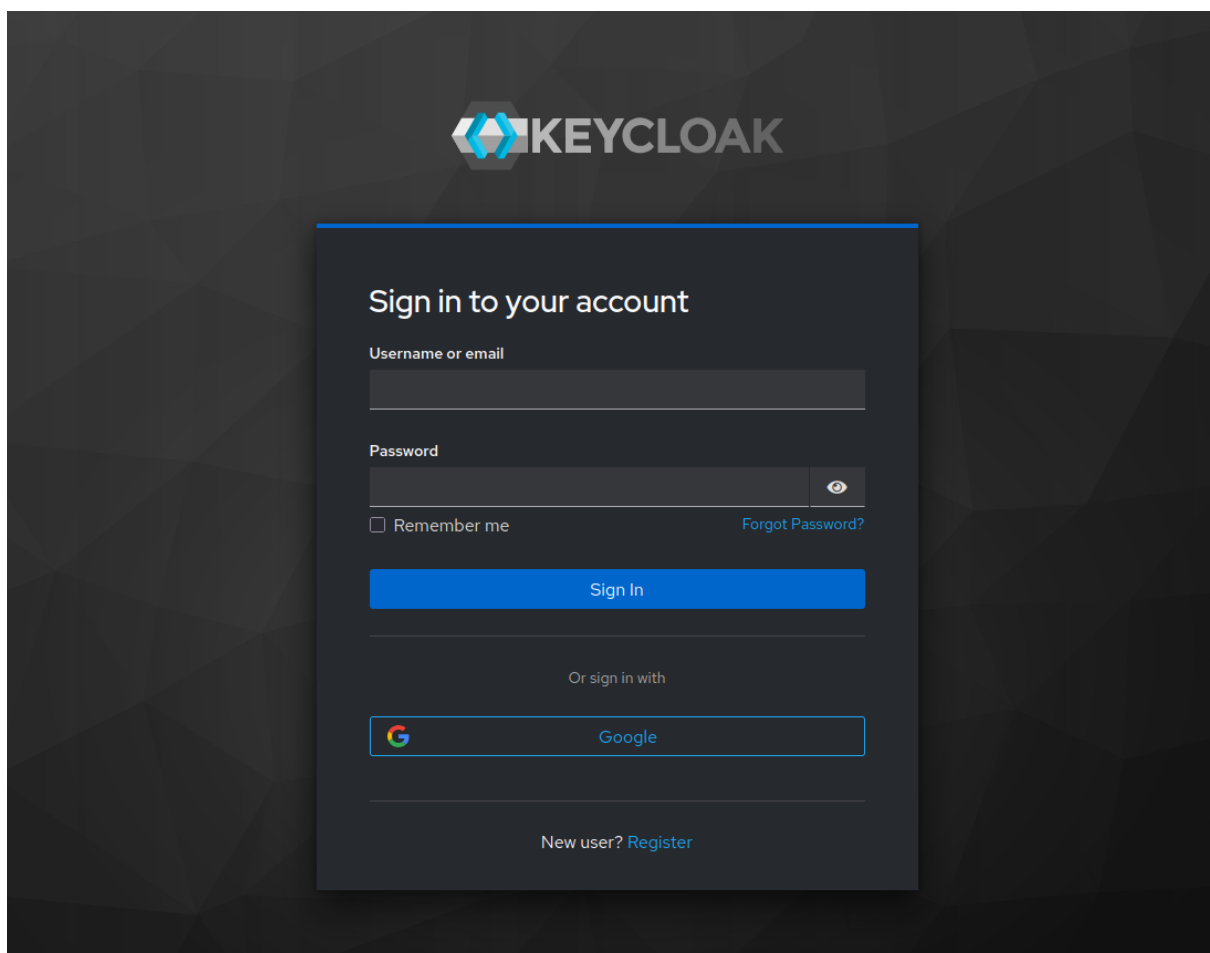 KEYCLOAK
Sign in to your account
Username or email
Password
Remember me Forgot Password?
Sign In
Or sign in with
Google
New user? Register